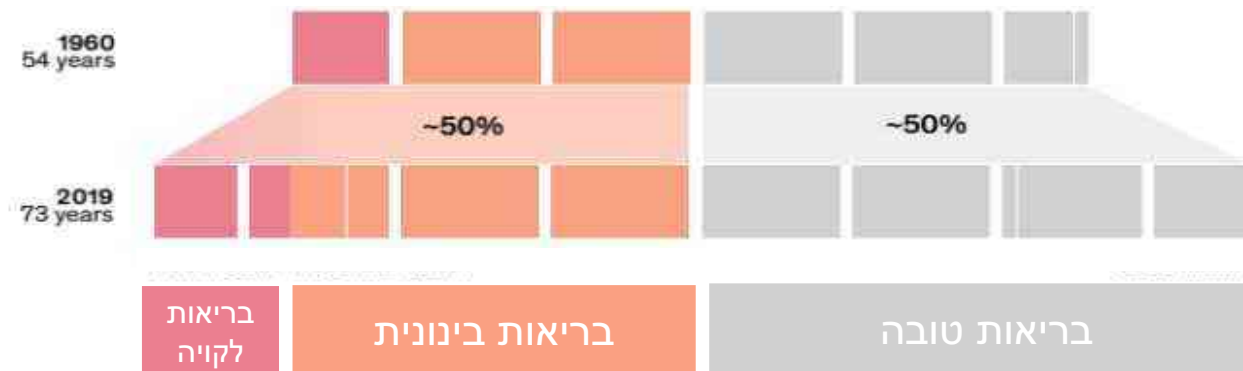 1960
54 years
~50%
~50%
2019
73 years
בריאות
לקויה
בריאות בינונית
בריאות טובה